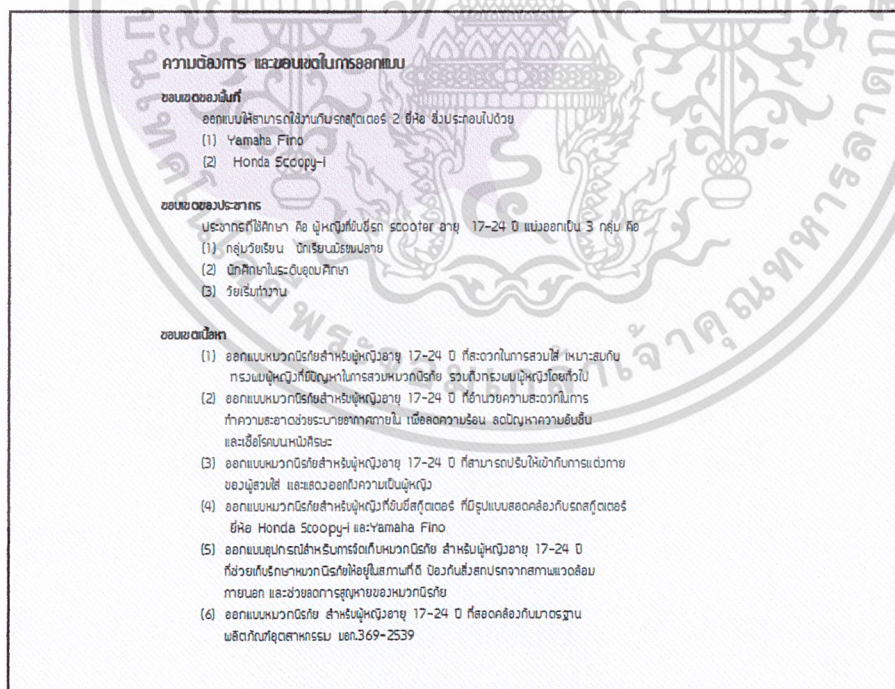 ความต้องการ และขอบเขตในการออกแบบ
ขอบเขตของพื้นที่
ออกแบบให้สามารถใช้งานกับรถสกู๊ตเตอร์ 2 ยี่ห้อ ซึ่งประกอบไปด้วย
(1) Yamaha Fino
(2) Honda Scoopy-i
ขอบเขตของประชากร
ประชากรที่ใช้ศึกษา คือ ผู้หญิงที่ขับขี่รถ scooter อายุ 17-24 ปี แบ่งออกเป็น 3 กลุ่ม คือ
(1) กลุ่มวัยเรียน นักเรียนมัธยมปลาย
(2) นักศึกษาในระดับอุดมศึกษา
(3) วัยเริ่มทำงาน
ขอบเขตเนื้อหา
(1) ออกแบบหมวกนิรภัยสำหรับผู้หญิงอายุ 17-24 ปี ที่สะดวกในการสวมใส่ เหมาะสมกับ
ทรงผมผู้หญิงที่มีปัญหาในการสวมหมวกนิรภัย รวมถึงทรงผมผู้หญิงโดยทั่วไป
(2) ออกแบบหมวกนิรภัยสำหรับผู้หญิงอายุ 17-24 ปี ที่อำนวยความสะดวกในการ
ทำความสะอาดช่วยระบายอากาศภายใน เพื่อลดความร้อน ลดปัญหาความอับชื้น
และเชื้อโรคบนหนังศีรษะ
(3) ออกแบบหมวกนิรภัยสำหรับผู้หญิงอายุ 17-24 ปี ที่สามารถปรับให้เข้ากับการแต่งกาย
ของผู้สวมใส่ และแสดงออกถึงความเป็นผู้หญิง
(4) ออกแบบหมวกนิรภัยสำหรับผู้หญิงที่ขับขี่สกู๊ตเตอร์ ที่มีรูปแบบสอดคล้องกับรถสกู๊ตเตอร์
ยี่ห้อ Honda Scoopy-i และYamaha Fino
(5) ออกแบบอุปกรณ์สำหรับการจัดเก็บหมวกนิรภัย สำหรับผู้หญิงอายุ 17-24 ปี
ที่ช่วยเก็บรักษาหมวกนิรภัยให้อยู่ในสภาพที่ดี ป้องกันสิ่งสกปรกจากสภาพแวดล้อม
ภายนอก และช่วยลดการสูญหายของหมวกนิรภัย
(6) ออกแบบหมวกนิรภัย สำหรับผู้หญิงอายุ 17-24 ปี ที่สอดคล้องกับมาตรฐาน
ผลิตภัณฑ์อุตสาหกรรม มอก.369-2539